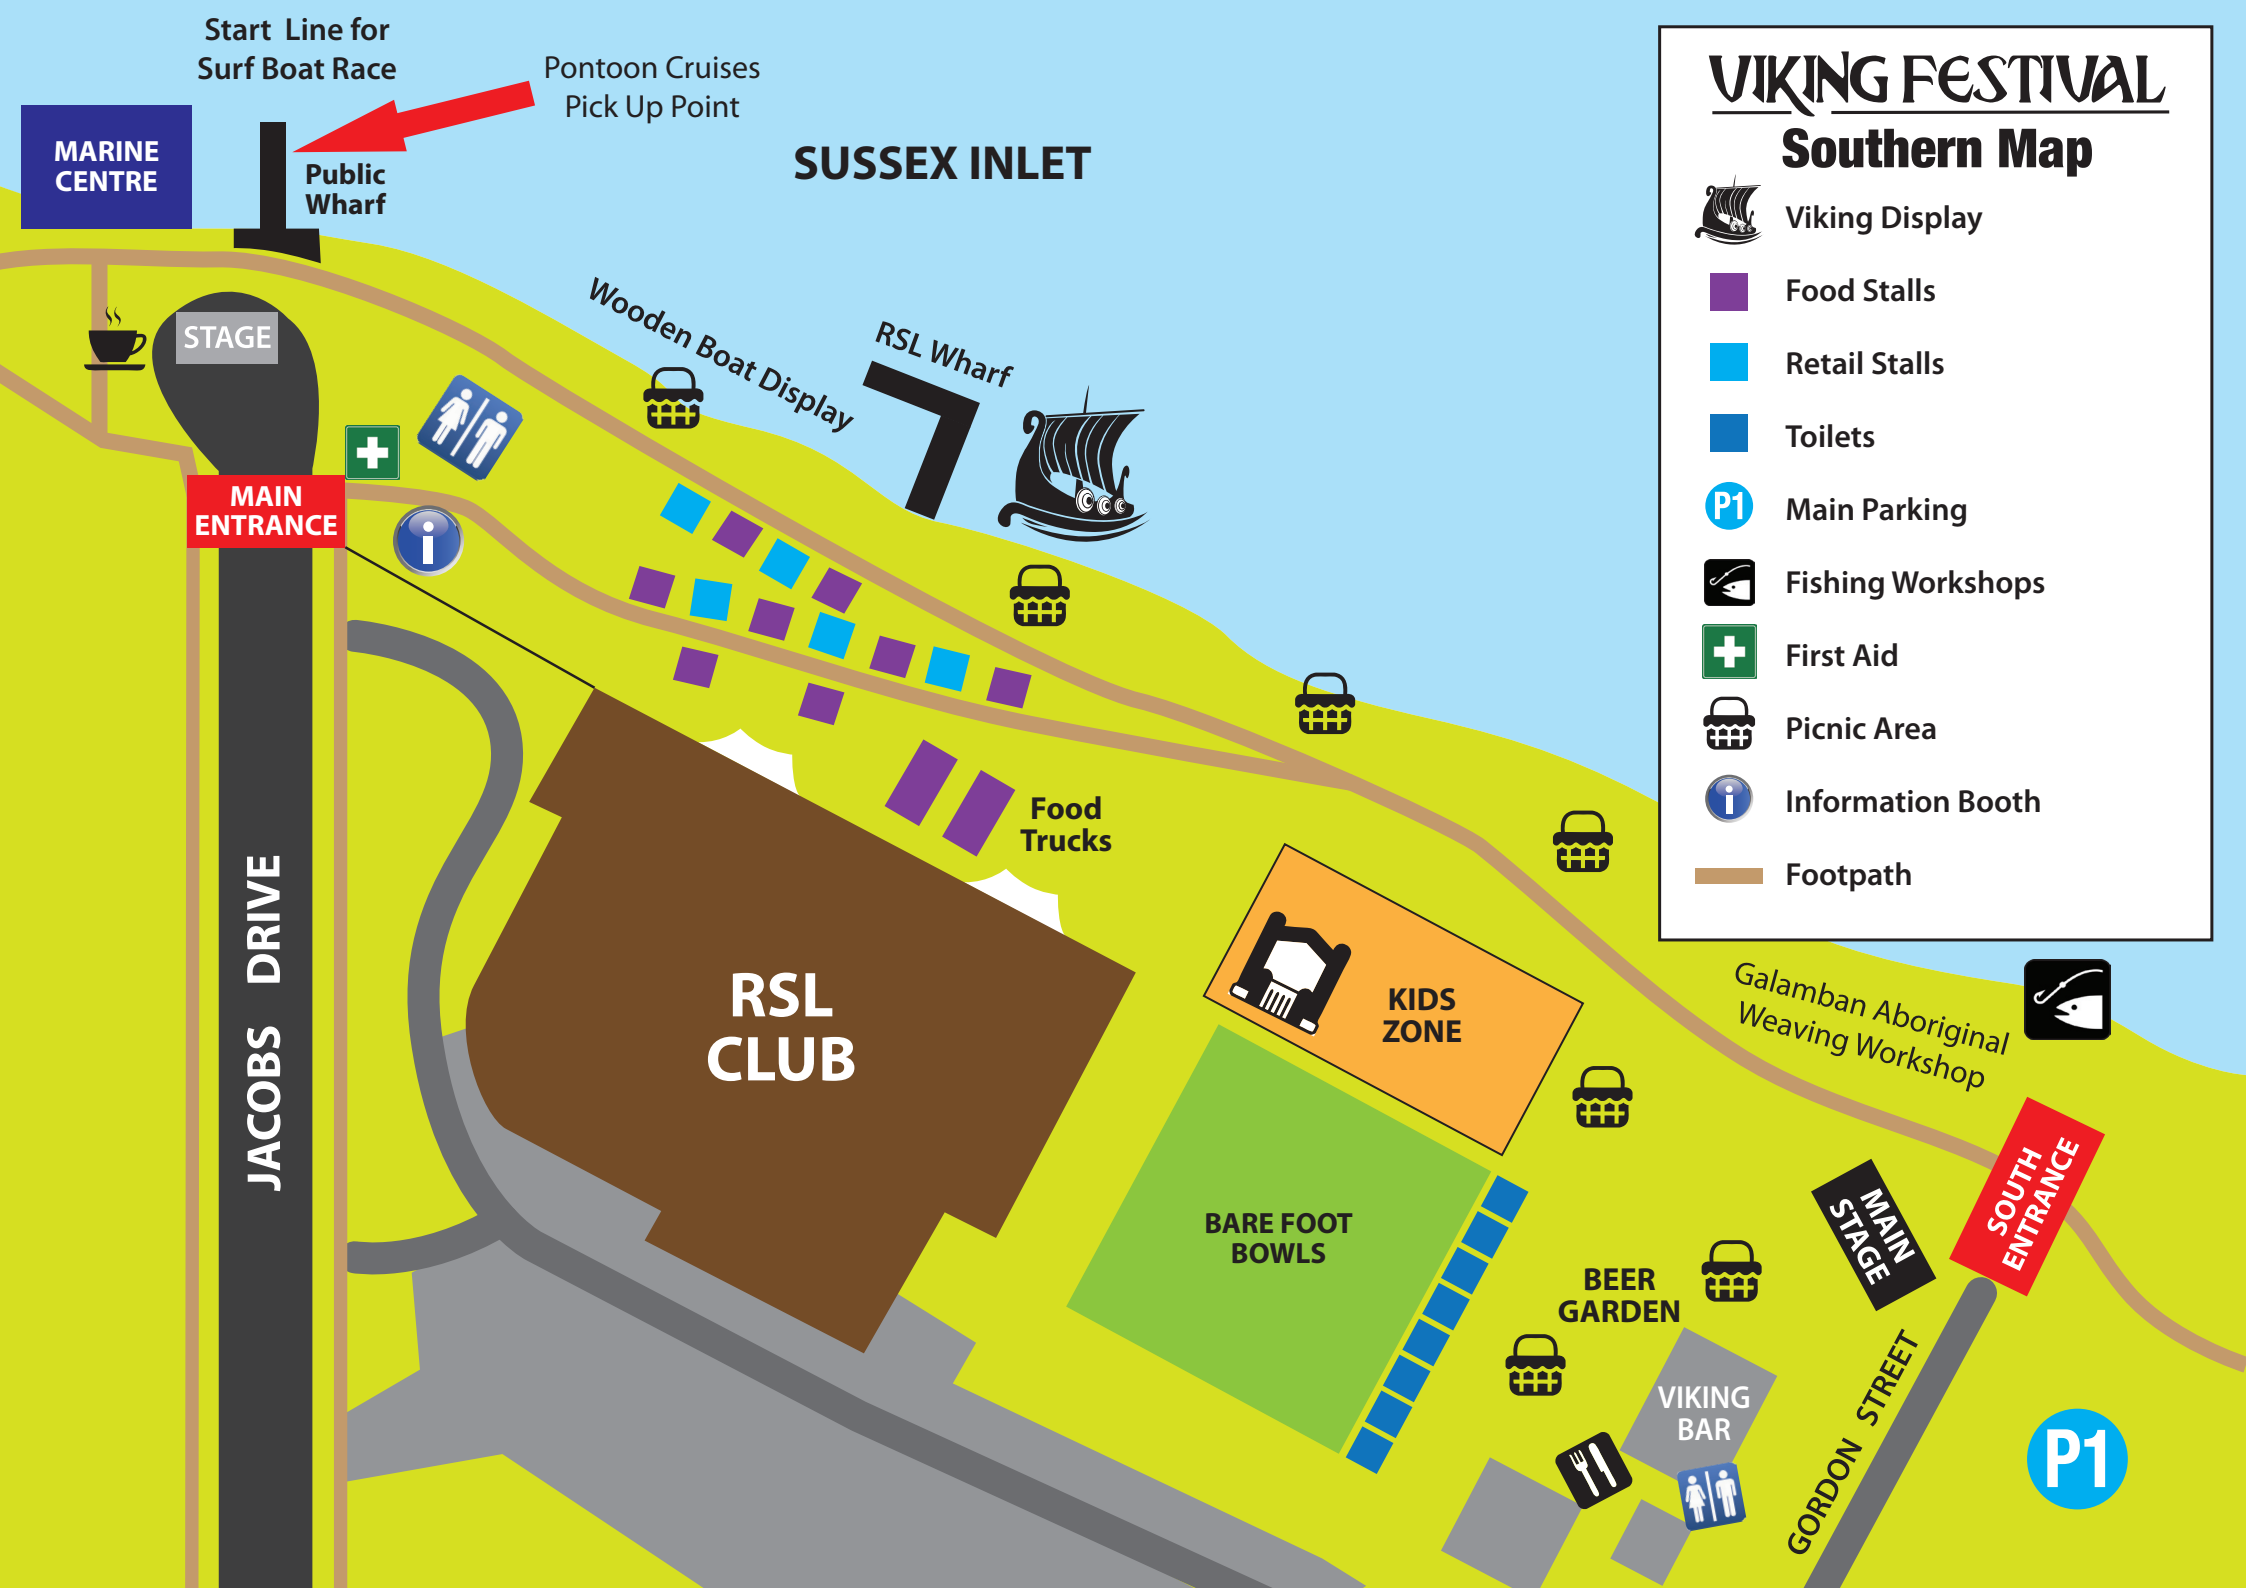 Start Line for
Surf Boat Race
Pontoon Cruises
Pick Up Point
MARINE
CENTRE
Public
Wharf
SUSSEX INLET
Wooden Boat Display
RSL Wharf
STAGE
MAIN
ENTRANCE
i
Food
Trucks
JACOBS DRIVE
RSL
CLUB
KIDS
ZONE
BARE FOOT
BOWLS
Galamban Aboriginal
Weaving Workshop
SOUTH
ENTRANCE
MAIN
STAGE
BEER
GARDEN
VIKING
BAR
GORDON STREET
P1
VIKING FESTIVAL
Southern Map
Viking Display
Food Stalls
Retail Stalls
Toilets
P1 Main Parking
Fishing Workshops
First Aid
Picnic Area
i Information Booth
Footpath